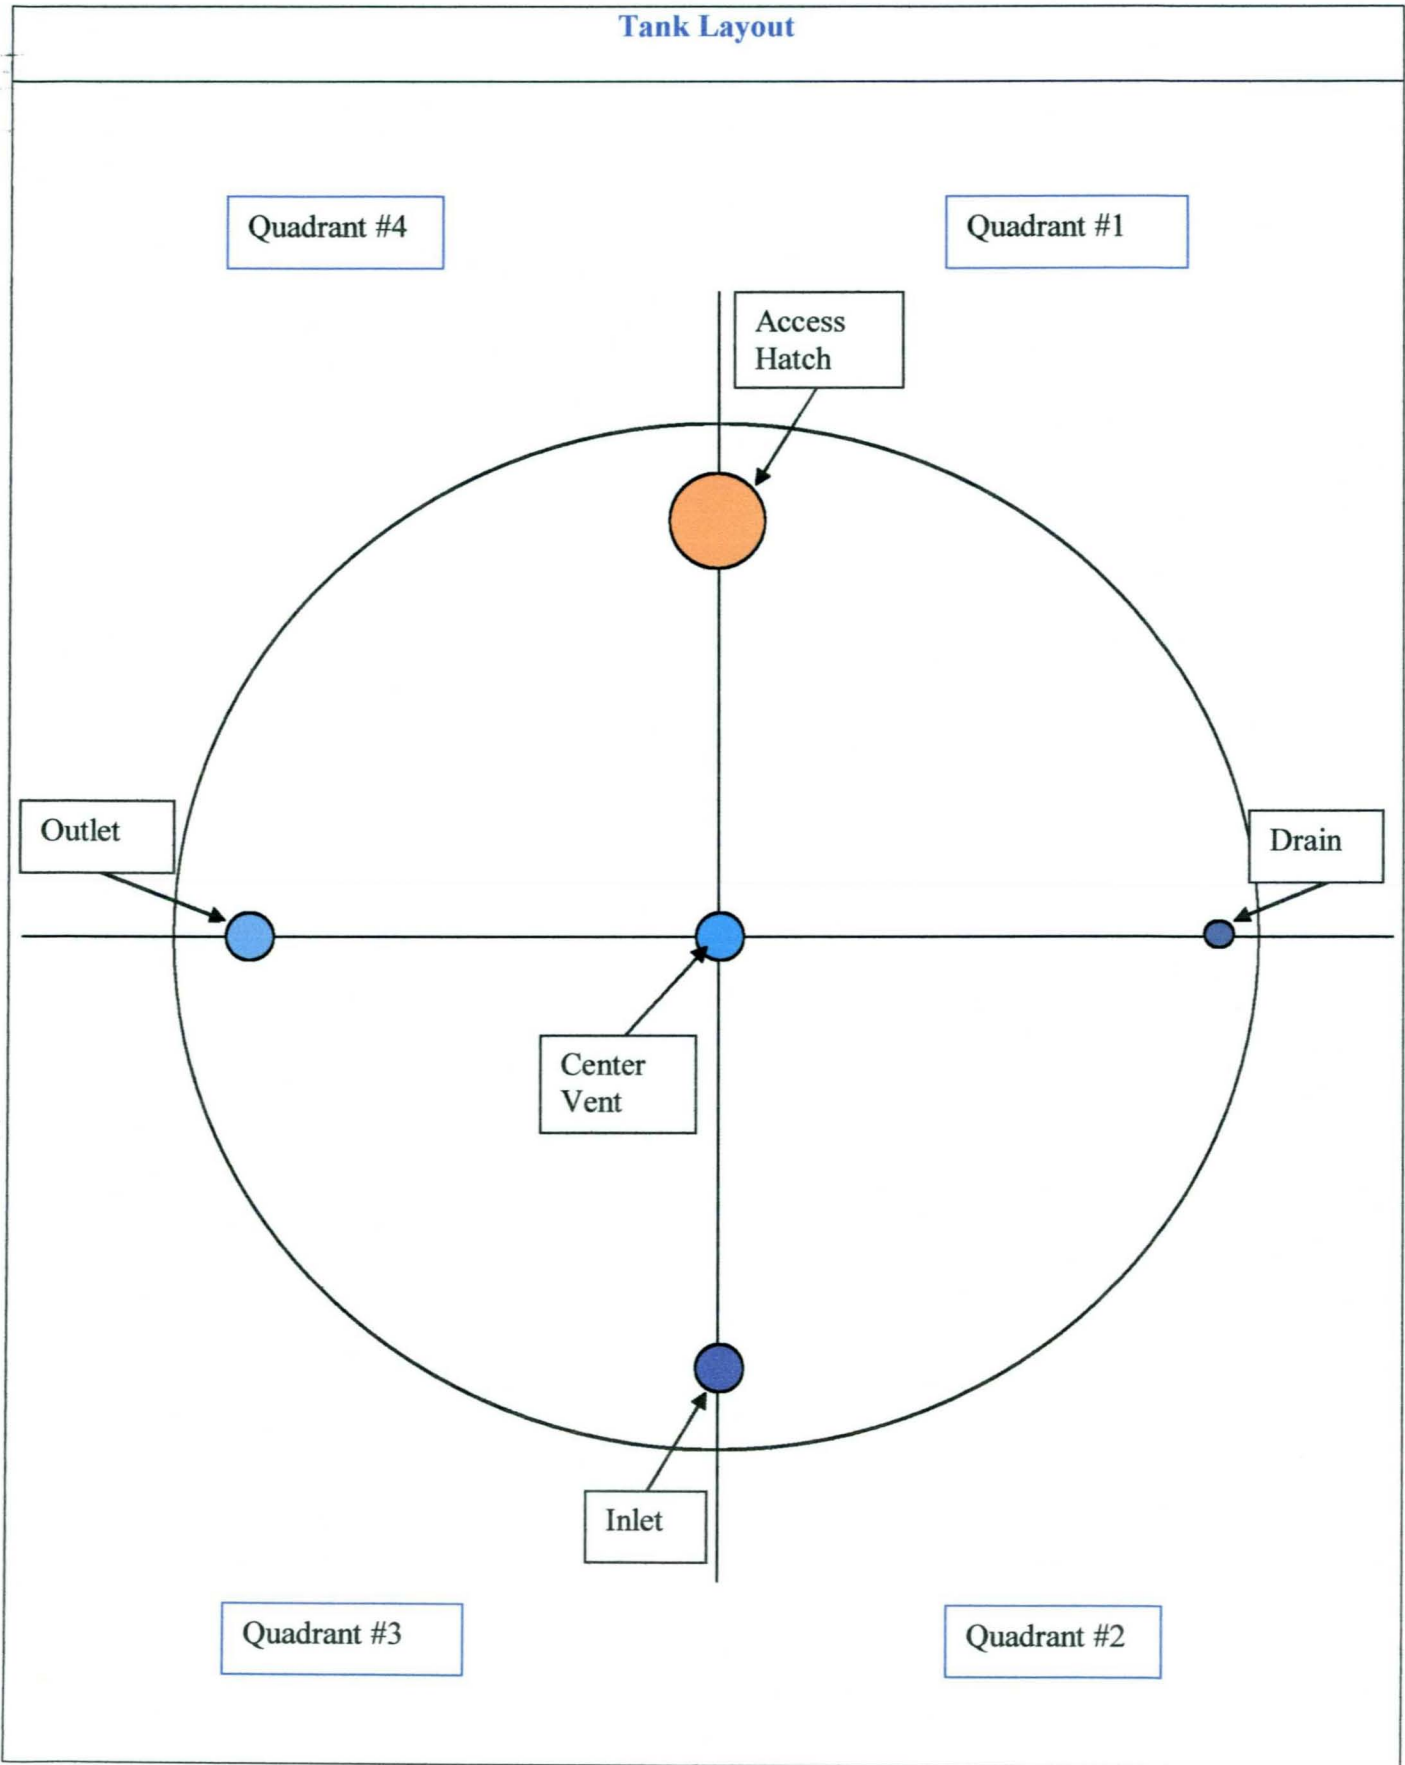 Tank Layout
Quadrant #4
Quadrant #1
Access
Hatch
Outlet
Drain
Center
Vent
Inlet
Quadrant #3
Quadrant #2